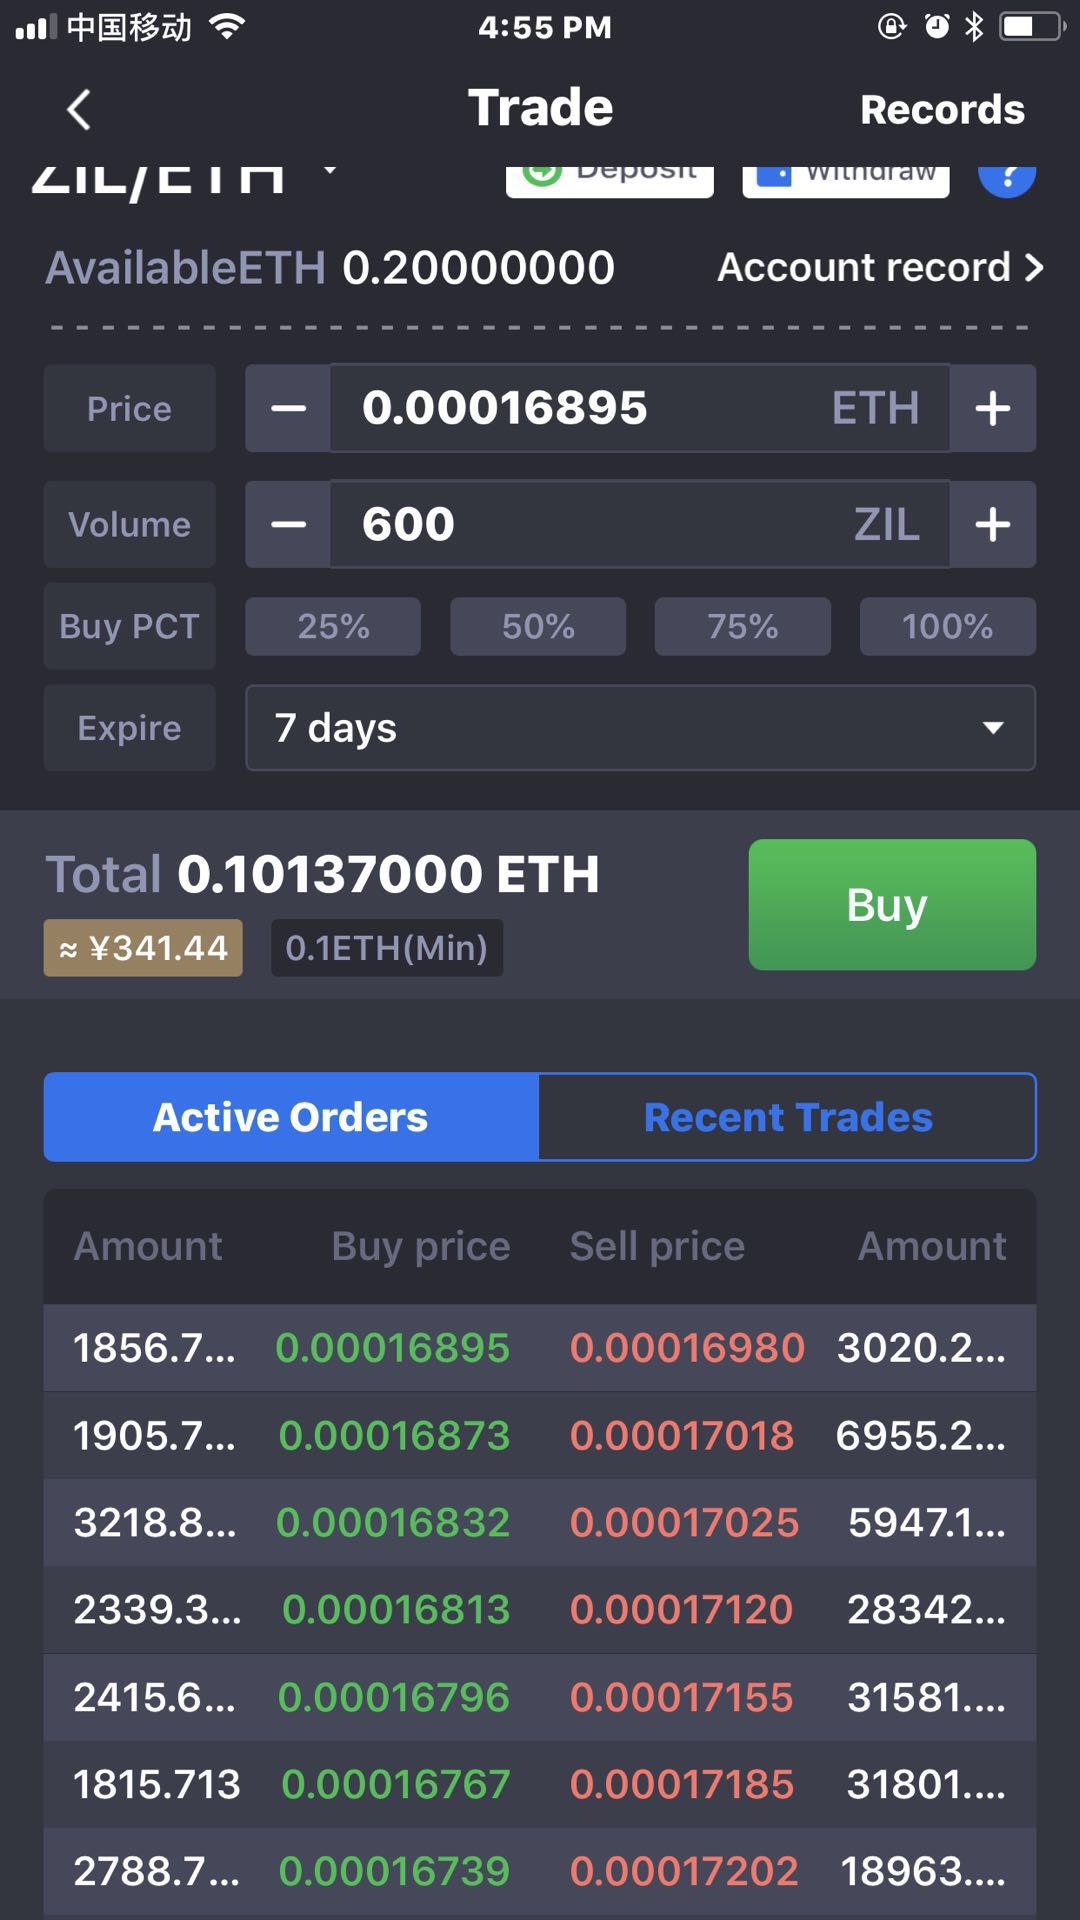 中国移动 4:55 PM
Trade Records
ZIL/ETH Deposit Withdraw ?
AvailableETH 0.20000000 Account record
Price − 0.00016895 ETH +
Volume − 600 ZIL +
Buy PCT 25% 50% 75% 100%
Expire 7 days
Total 0.10137000 ETH Buy
≈ ¥341.44 0.1ETH(Min)
Active Orders Recent Trades
Amount Buy price Sell price Amount
1856.7... 0.00016895 0.00016980 3020.2...
1905.7... 0.00016873 0.00017018 6955.2...
3218.8... 0.00016832 0.00017025 5947.1...
2339.3... 0.00016813 0.00017120 28342...
2415.6... 0.00016796 0.00017155 31581....
1815.713 0.00016767 0.00017185 31801....
2788.7... 0.00016739 0.00017202 18963....